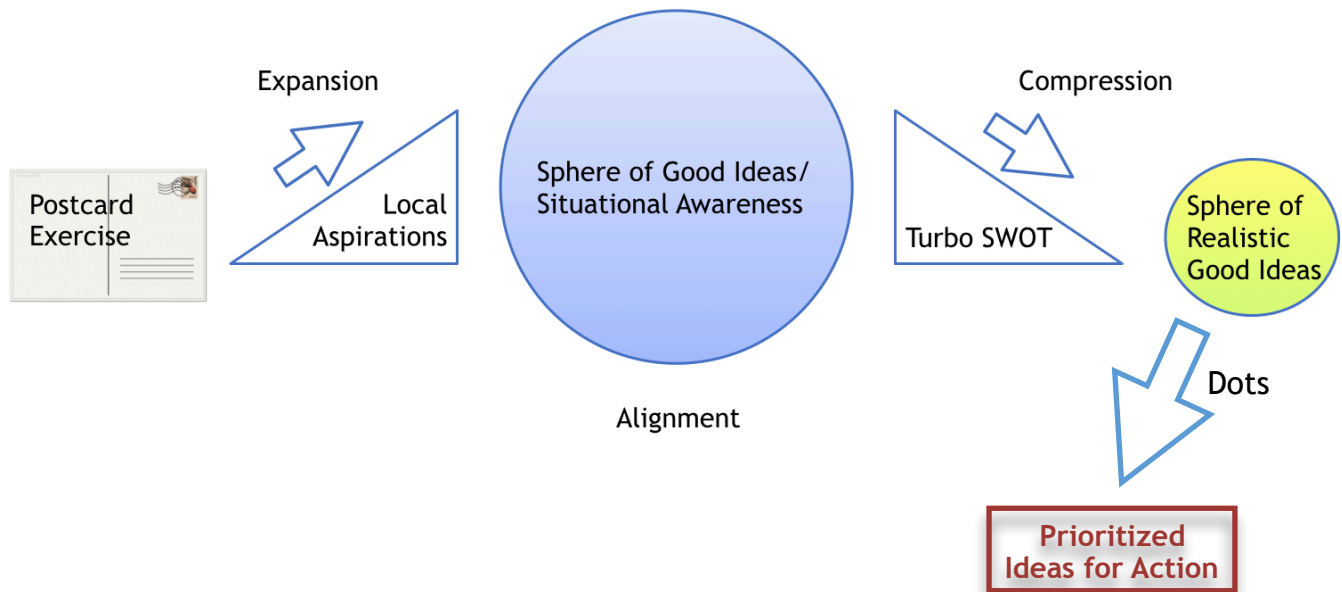 Expansion
Postcard
Exercise
Local
Aspirations
Sphere of Good Ideas/
Situational Awareness
Alignment
Compression
Turbo SWOT
Sphere of
Realistic
Good Ideas
Dots
Prioritized
Ideas for Action